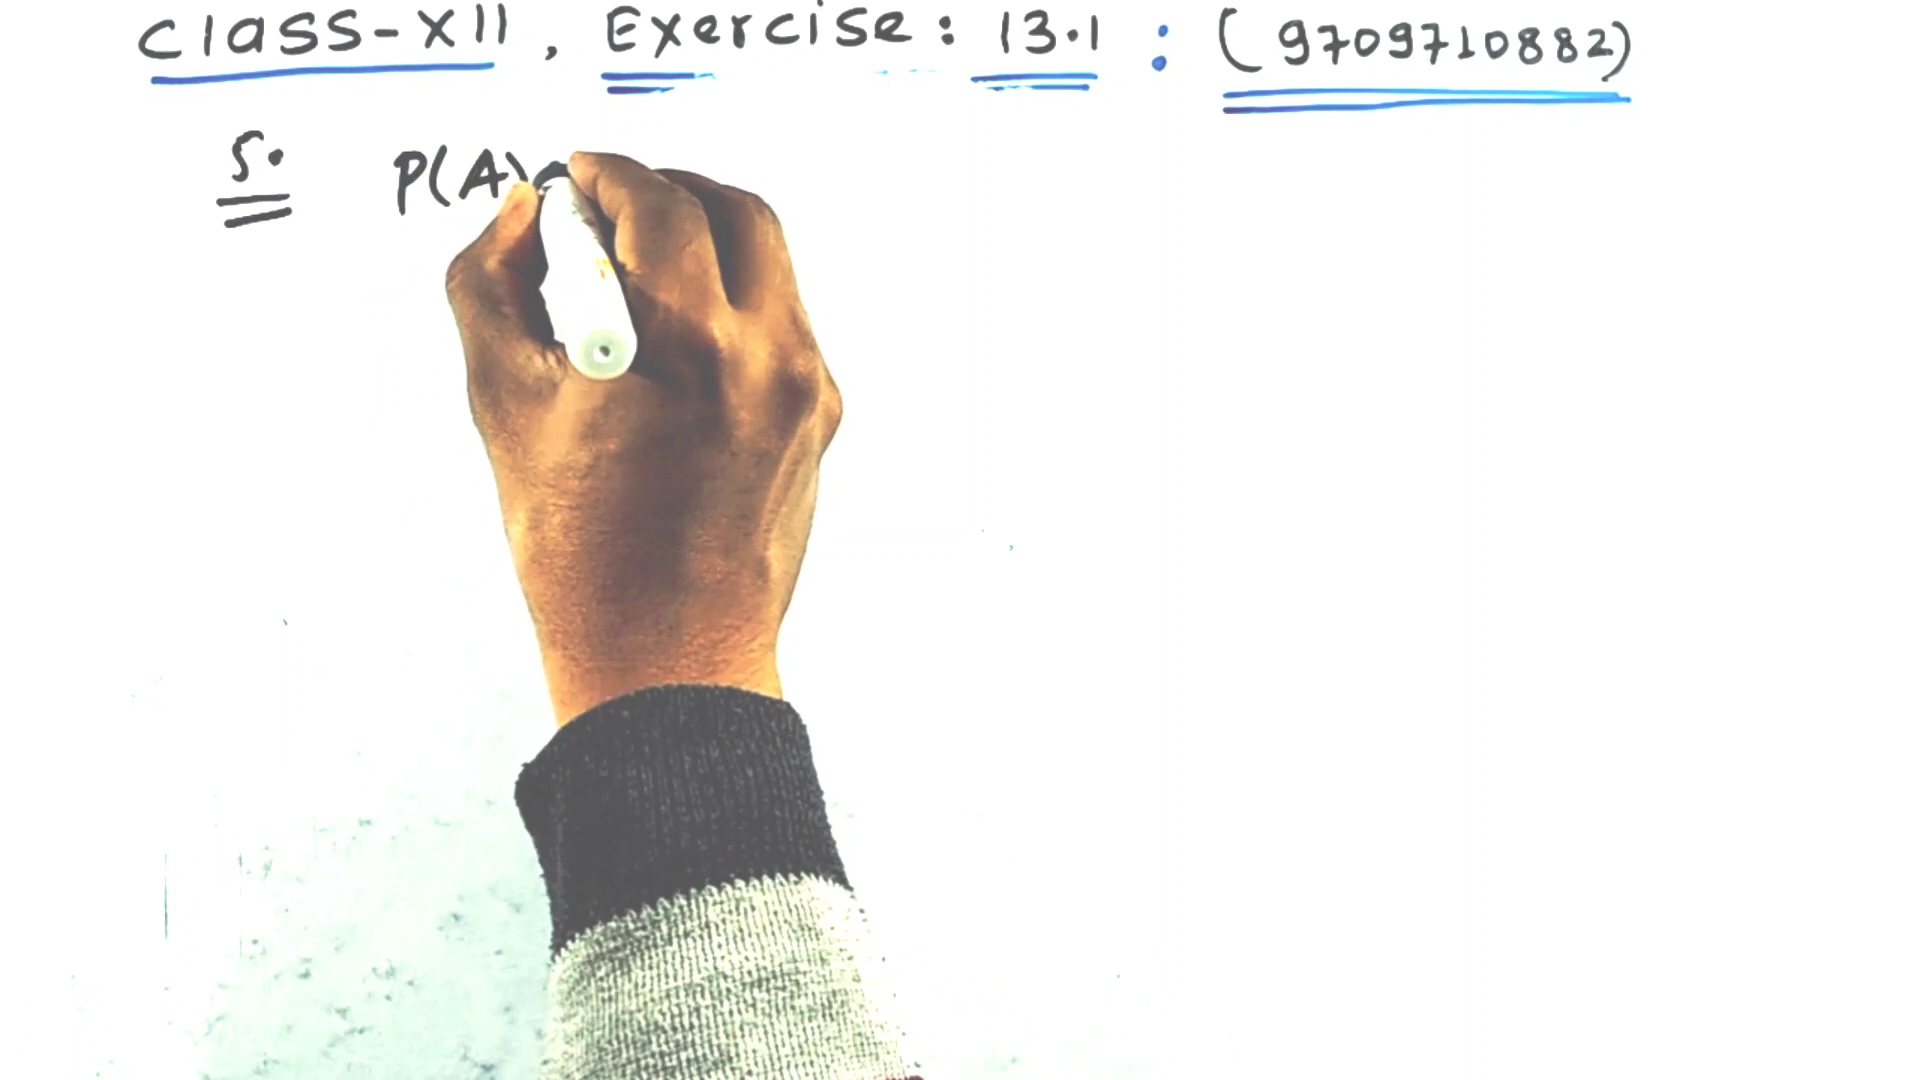 Class-XII, Exercise: 13.1 : (9709710882)
5. P(A)